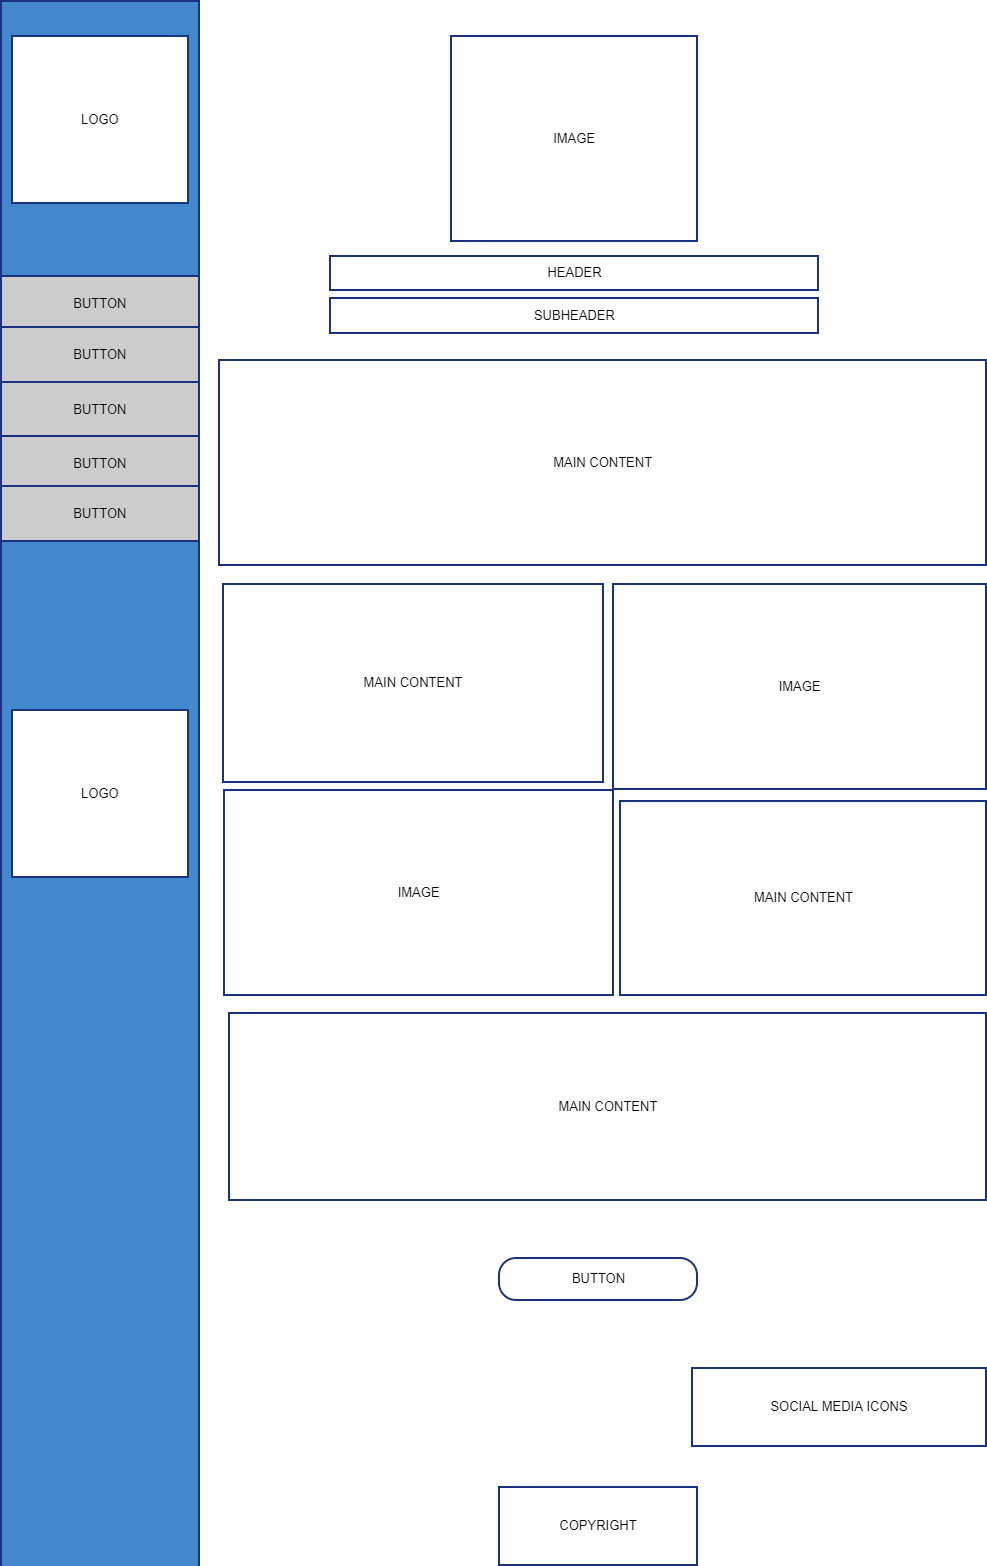 LOGO
BUTTON
BUTTON
BUTTON
BUTTON
BUTTON
LOGO
IMAGE
HEADER
SUBHEADER
MAIN CONTENT
MAIN CONTENT
IMAGE
IMAGE
MAIN CONTENT
MAIN CONTENT
BUTTON
SOCIAL MEDIA ICONS
COPYRIGHT